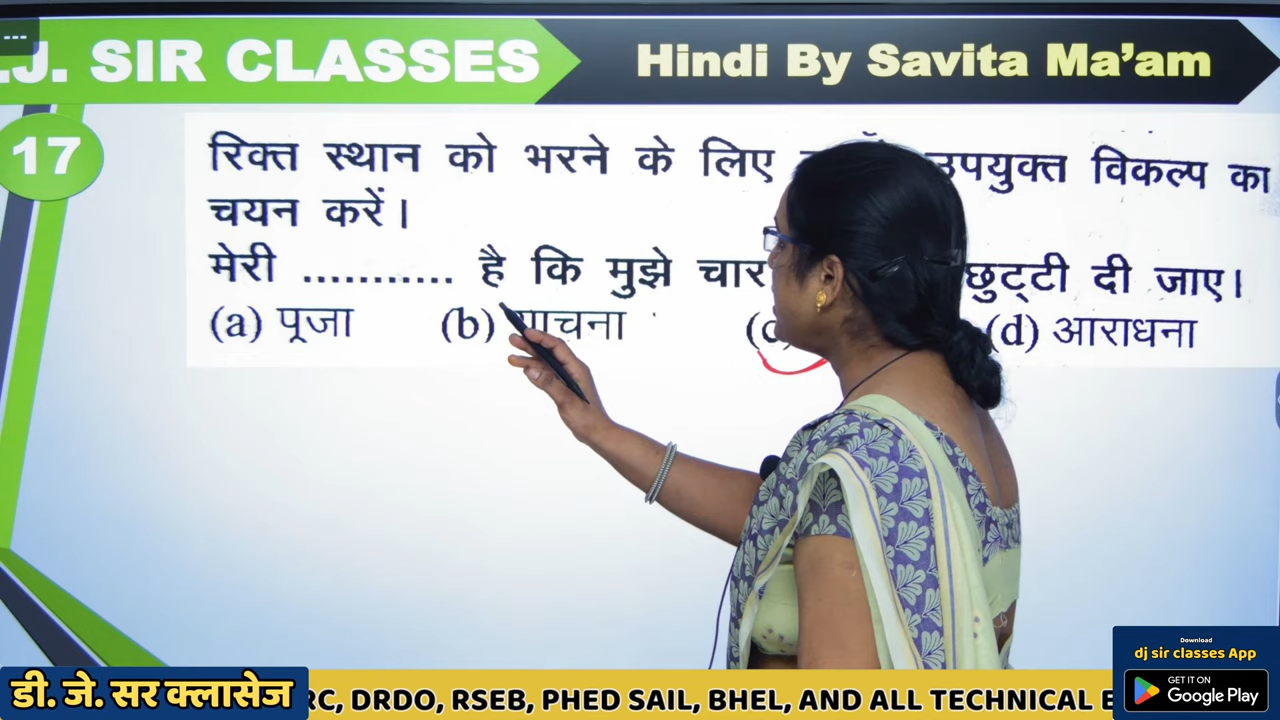 .J. SIR CLASSES
Hindi By Savita Ma’am
17
रिक्त स्थान को भरने के लिए उपयुक्त विकल्प का
चयन करें।
मेरी ............ है कि मुझे चार छुट्टी दी जाए।
(a) पूजा (b) याचना (c) (d) आराधना
डी. जे. सर क्लासेज
RC, DRDO, RSEB, PHED SAIL, BHEL, AND ALL TECHNICAL E
Download
dj sir classes App
GET IT ON
Google Play